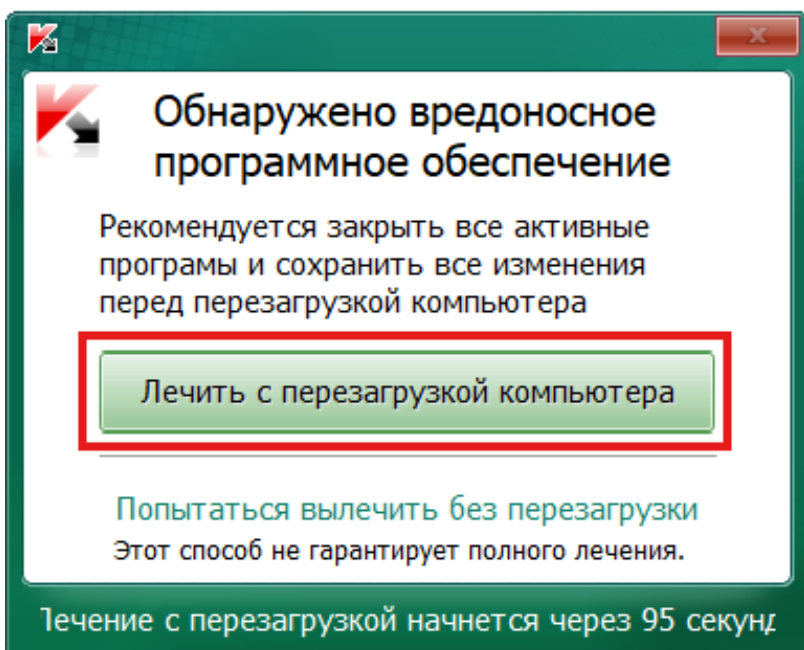 Обнаружено вредоносное
программное обеспечение
Рекомендуется закрыть все активные
програмы и сохранить все изменения
перед перезагрузкой компьютера
Лечить с перезагрузкой компьютера
Попытаться вылечить без перезагрузки
Этот способ не гарантирует полного лечения.
Лечение с перезагрузкой начнется через 95 секунд